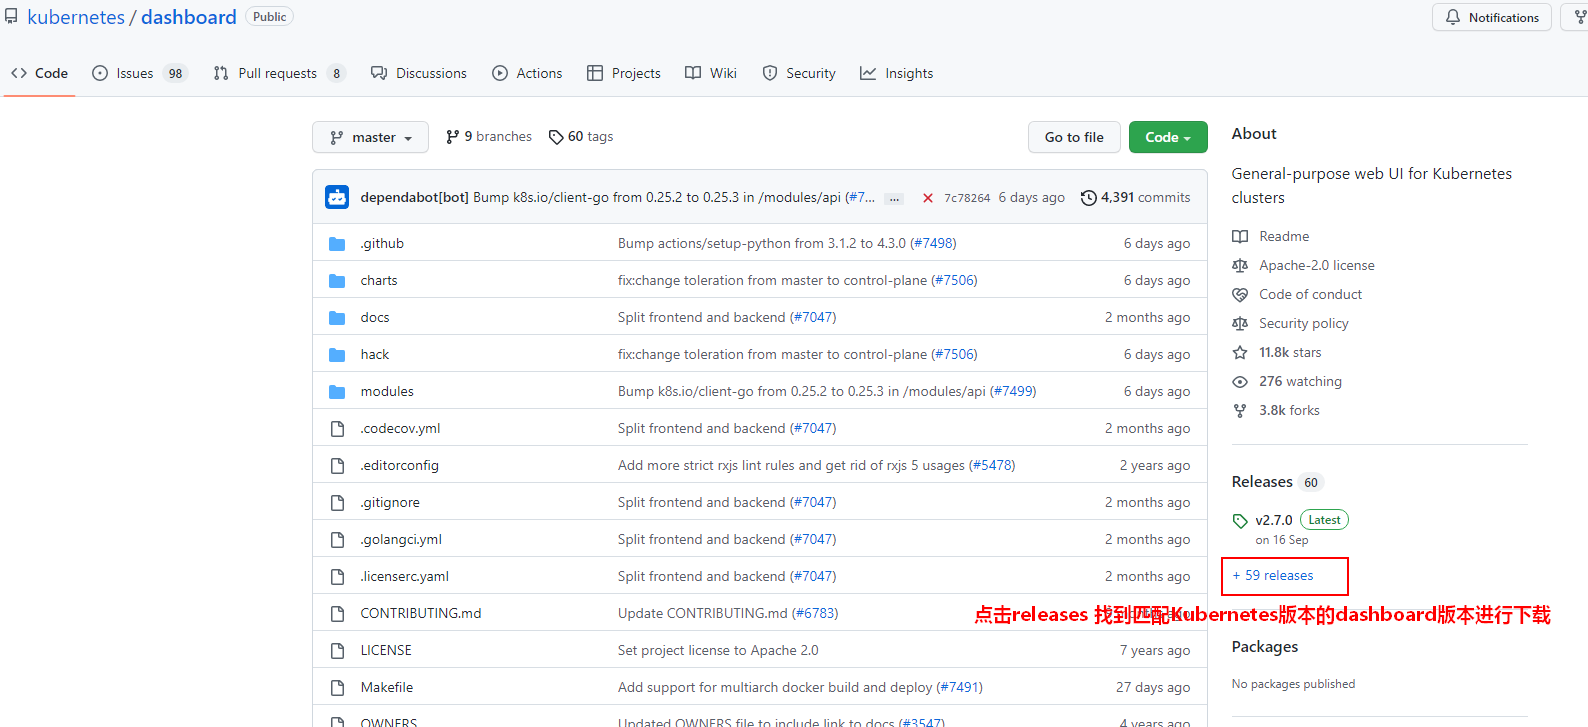 kubernetes / dashboard Public
Notifications
Code Issues 98 Pull requests 8 Discussions Actions Projects Wiki Security Insights
master 9 branches 60 tags Go to file Code
dependabot[bot] Bump k8s.io/client-go from 0.25.2 to 0.25.3 in /modules/api (#7... ... 7c78264 6 days ago 4,391 commits
.github Bump actions/setup-python from 3.1.2 to 4.3.0 (#7498) 6 days ago
charts fix:change toleration from master to control-plane (#7506) 6 days ago
docs Split frontend and backend (#7047) 2 months ago
hack fix:change toleration from master to control-plane (#7506) 6 days ago
modules Bump k8s.io/client-go from 0.25.2 to 0.25.3 in /modules/api (#7499) 6 days ago
.codecov.yml Split frontend and backend (#7047) 2 months ago
.editorconfig Add more strict rxjs lint rules and get rid of rxjs 5 usages (#5478) 2 years ago
.gitignore Split frontend and backend (#7047) 2 months ago
.golangci.yml Split frontend and backend (#7047) 2 months ago
.licenserc.yaml Split frontend and backend (#7047) 2 months ago
CONTRIBUTING.md Update CONTRIBUTING.md (#6783)
LICENSE Set project license to Apache 2.0 7 years ago
Makefile Add support for multiarch docker build and deploy (#7491) 27 days ago
OWNERS Updated OWNERS file to include link to docs (#3547) 4 years ago
About
General-purpose web UI for Kubernetes
clusters
Readme
Apache-2.0 license
Code of conduct
Security policy
11.8k stars
276 watching
3.8k forks
Releases 60
v2.7.0 Latest
on 16 Sep
+ 59 releases
点击releases 找到匹配Kubernetes版本的dashboard版本进行下载
Packages
No packages published